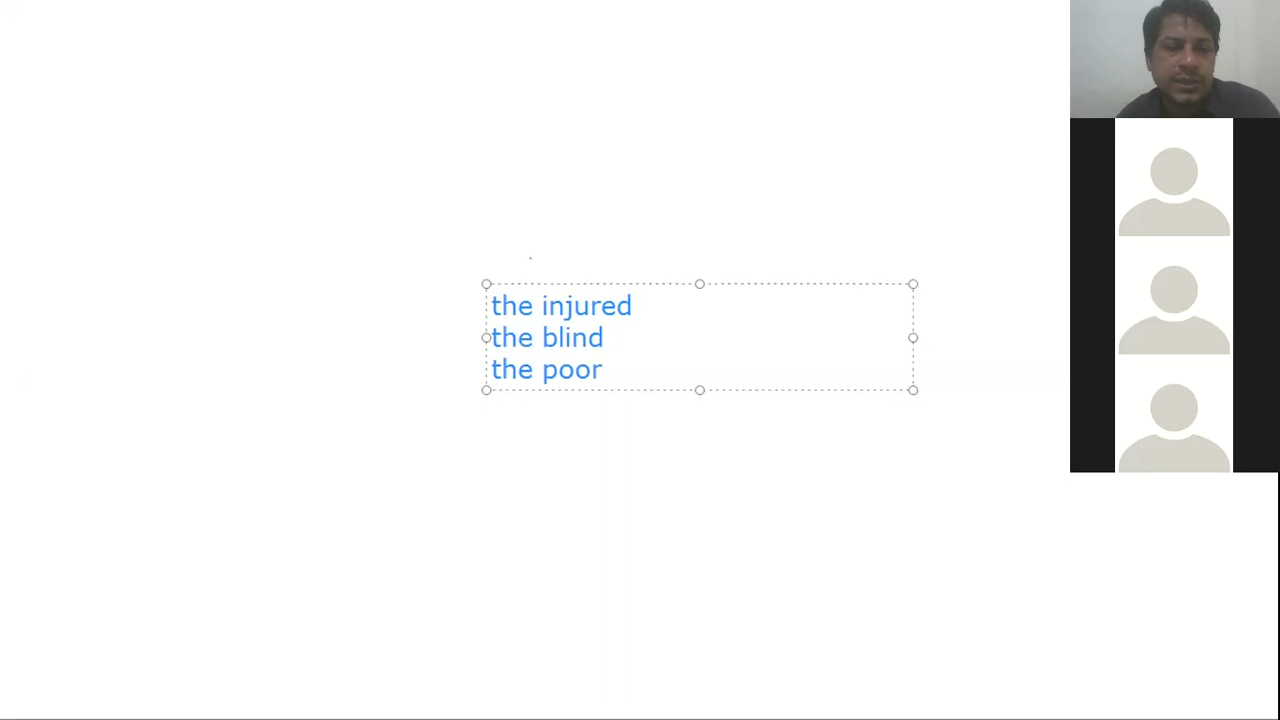 the injured
the blind
the poor